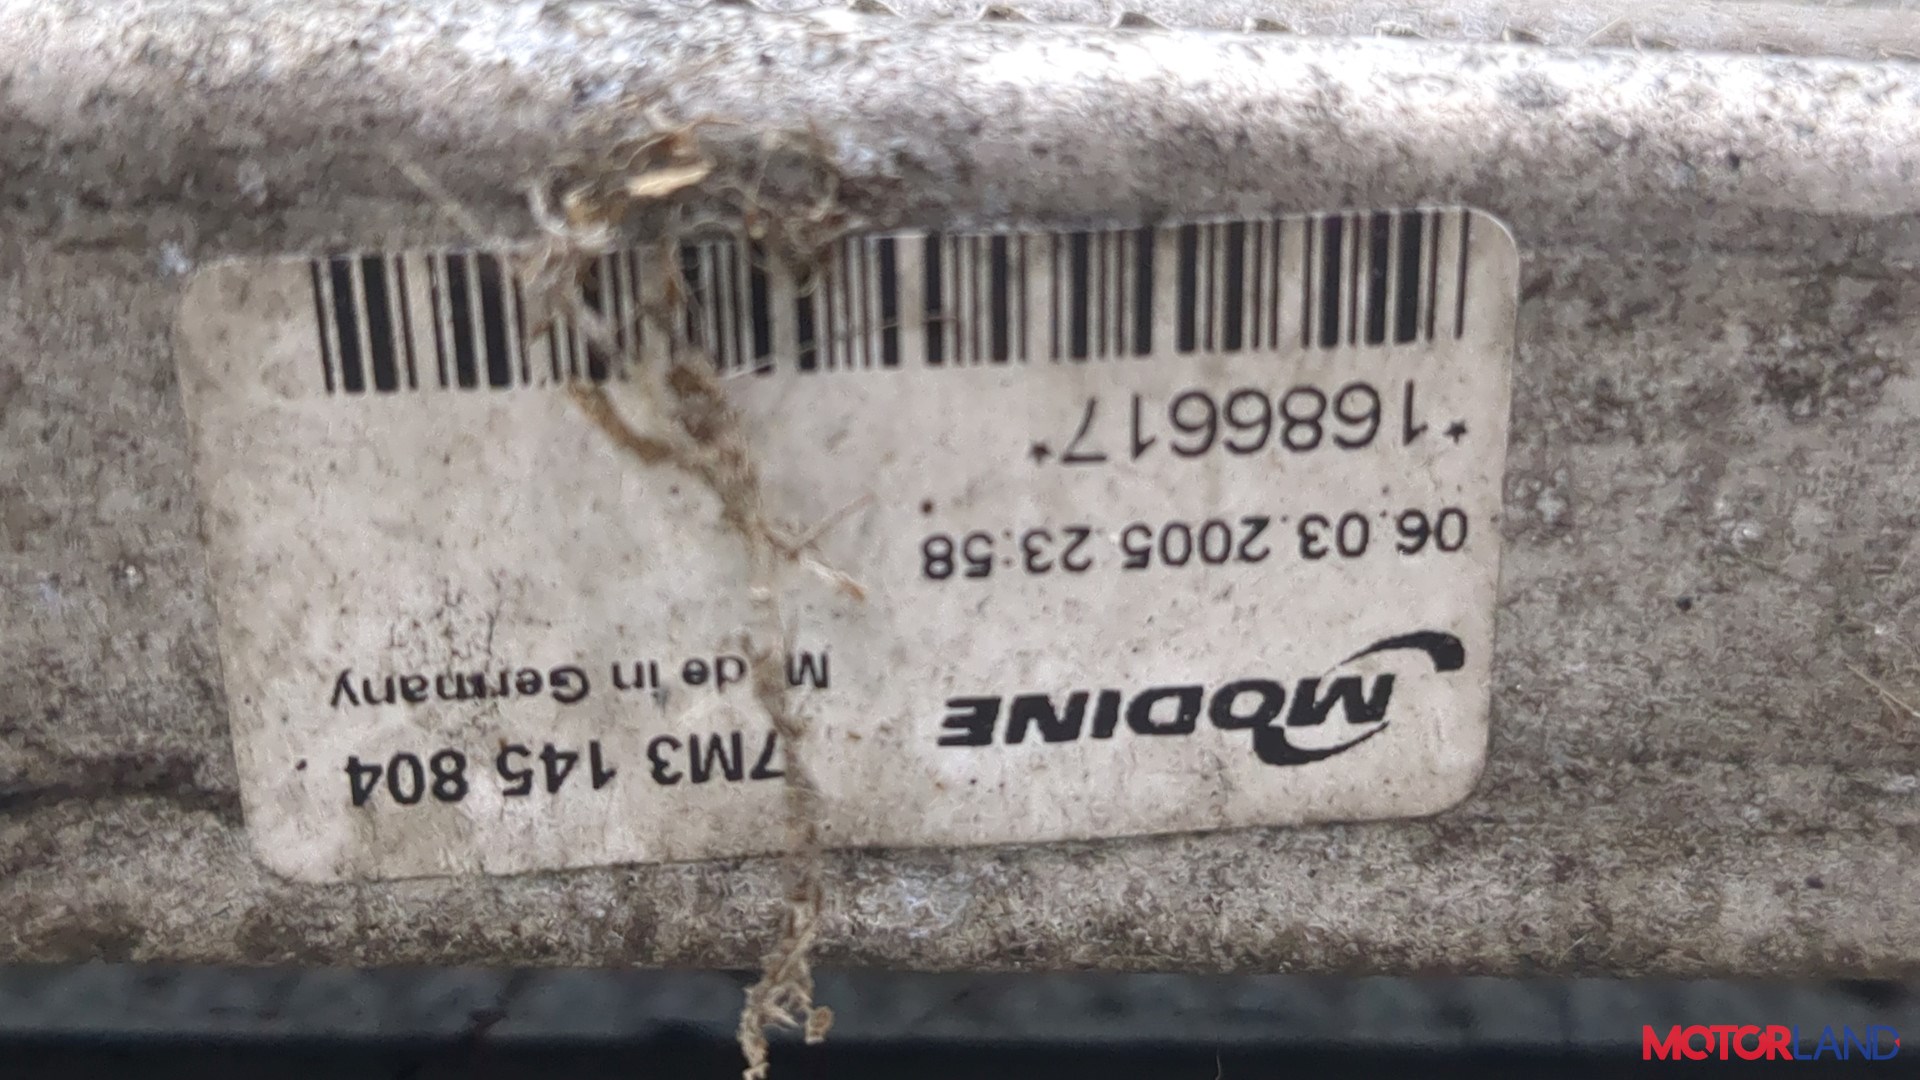 7M3 145 804
MODINE
Made in Germany
06.03.2005 23:58
*1686617*
MOTORLAND